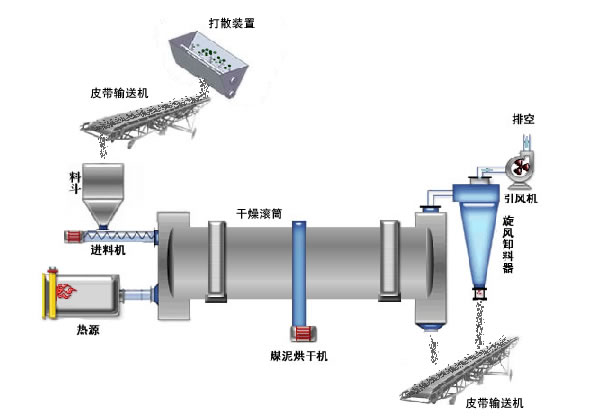 打散装置
皮带输送机
排空
料斗
引风机
干燥滚筒
旋风卸料器
进料机
热源
煤泥烘干机
皮带输送机